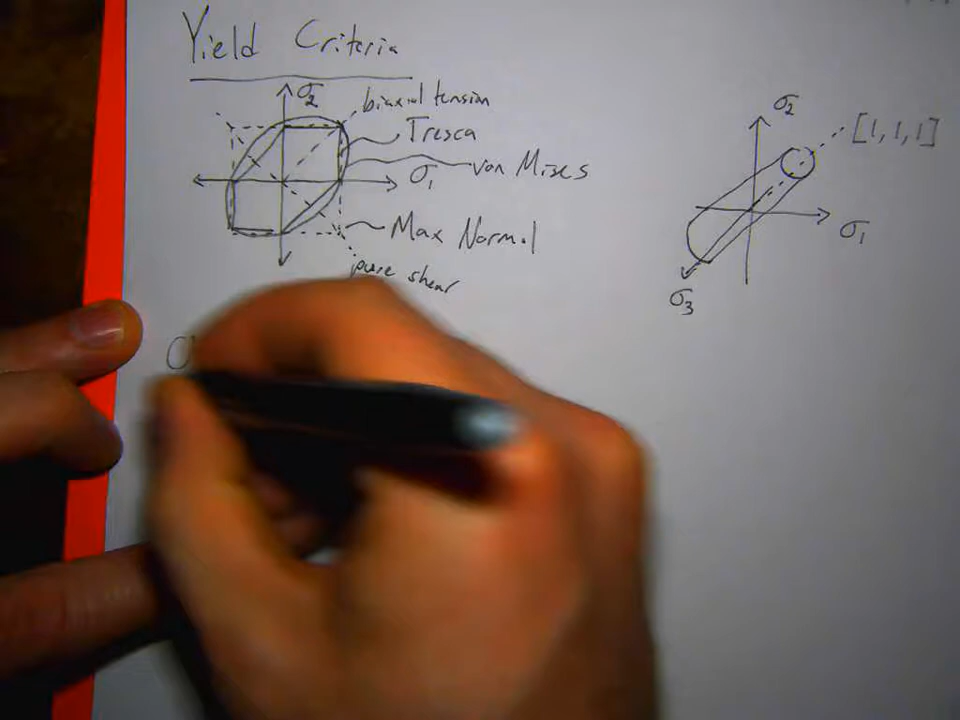 Yield Criteria
σ2
biaxial tension
Tresca
von Mises
σ1
Max Normal
pure shear
σ2
[1,1,1]
σ1
σ3